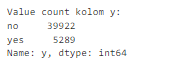 Value count kolom y:
no     39922
yes     5289
Name: y, dtype: int64